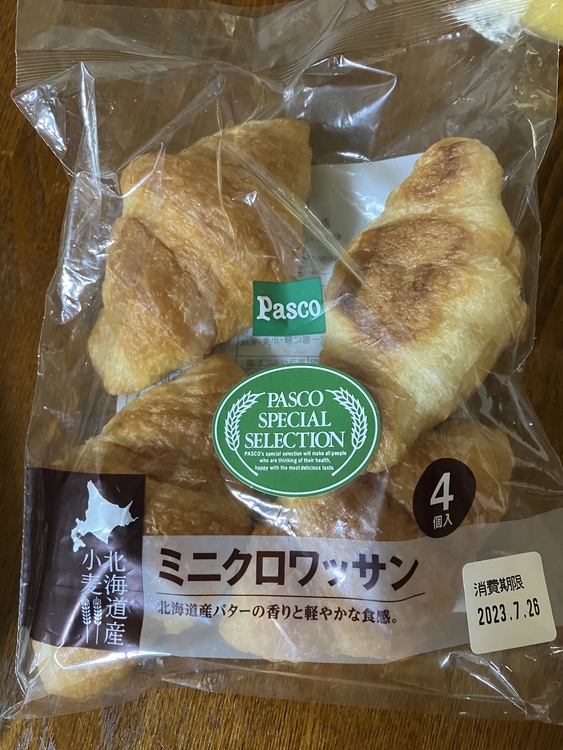 Pasco
PASCO
SPECIAL
SELECTION
PASCO's special selection will make all people
who are thinking of their health,
happy with the most delicious taste.
4
個入
北海道産
小麦
ミニクロワッサン
北海道産バターの香りと軽やかな食感。
消費期限
2023.7.26